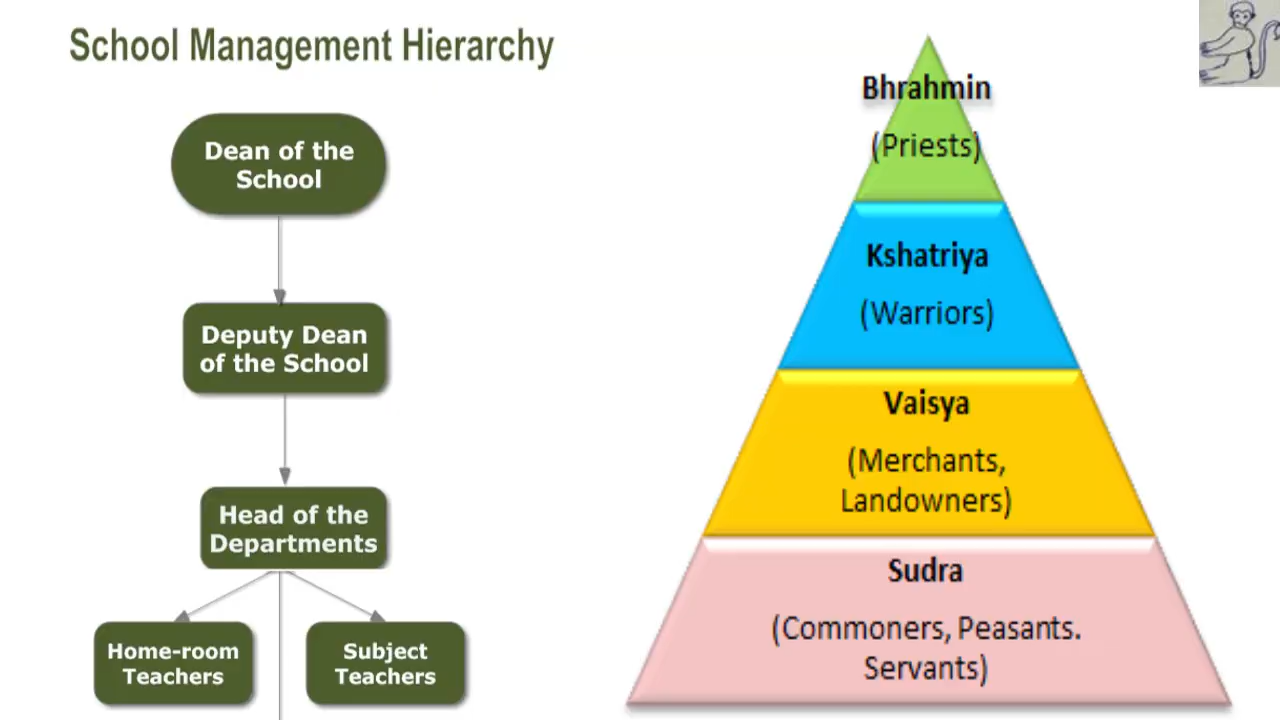 School Management Hierarchy
Dean of the
School
Deputy Dean
of the School
Head of the
Departments
Home-room
Teachers
Subject
Teachers
Bhrahmin
(Priests)
Kshatriya
(Warriors)
Vaisya
(Merchants,
Landowners)
Sudra
(Commoners, Peasants.
Servants)